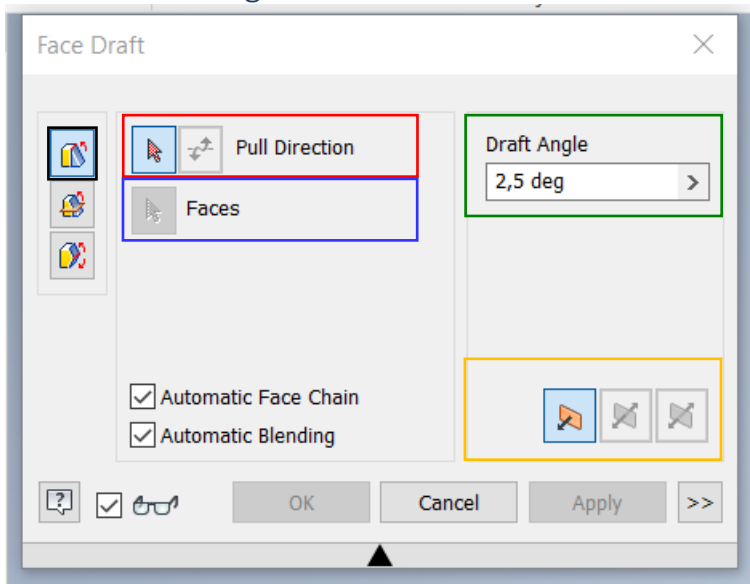 Face Draft
Pull Direction
Draft Angle
2,5 deg
Faces
Automatic Face Chain
Automatic Blending
OK
Cancel
Apply
>>